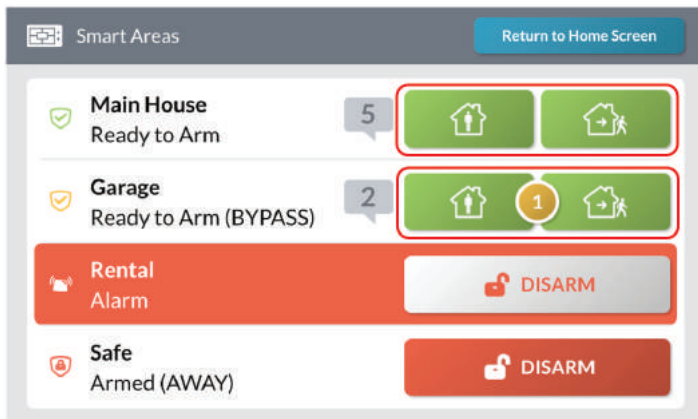 Smart Areas
Return to Home Screen
Main House
Ready to Arm
5
Garage
Ready to Arm (BYPASS)
2
1
Rental
Alarm
DISARM
Safe
Armed (AWAY)
DISARM